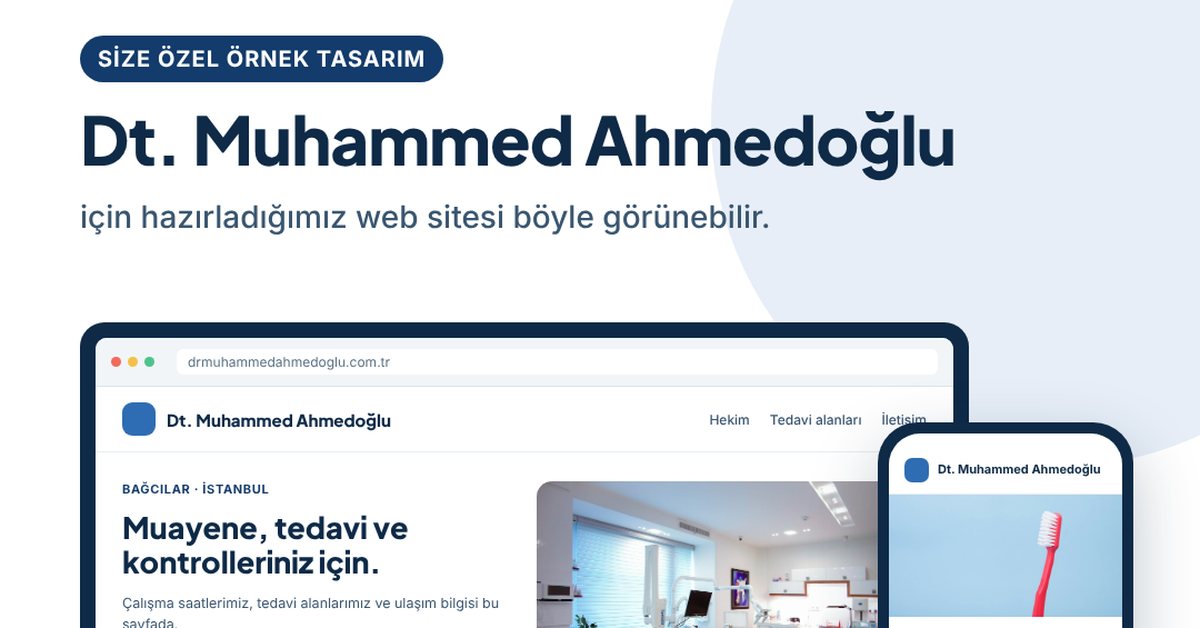 SİZE ÖZEL ÖRNEK TASARIM
Dt. Muhammed Ahmedoğlu
için hazırladığımız web sitesi böyle görünebilir.
drmuhammedahmedoglu.com.tr
Dt. Muhammed Ahmedoğlu
Hekim Tedavi alanları İletişim
Dt. Muhammed Ahmedoğlu
BAĞCILAR · İSTANBUL
Muayene, tedavi ve
kontrolleriniz için.
Çalışma saatlerimiz, tedavi alanlarımız ve ulaşım bilgisi bu
sayfada.